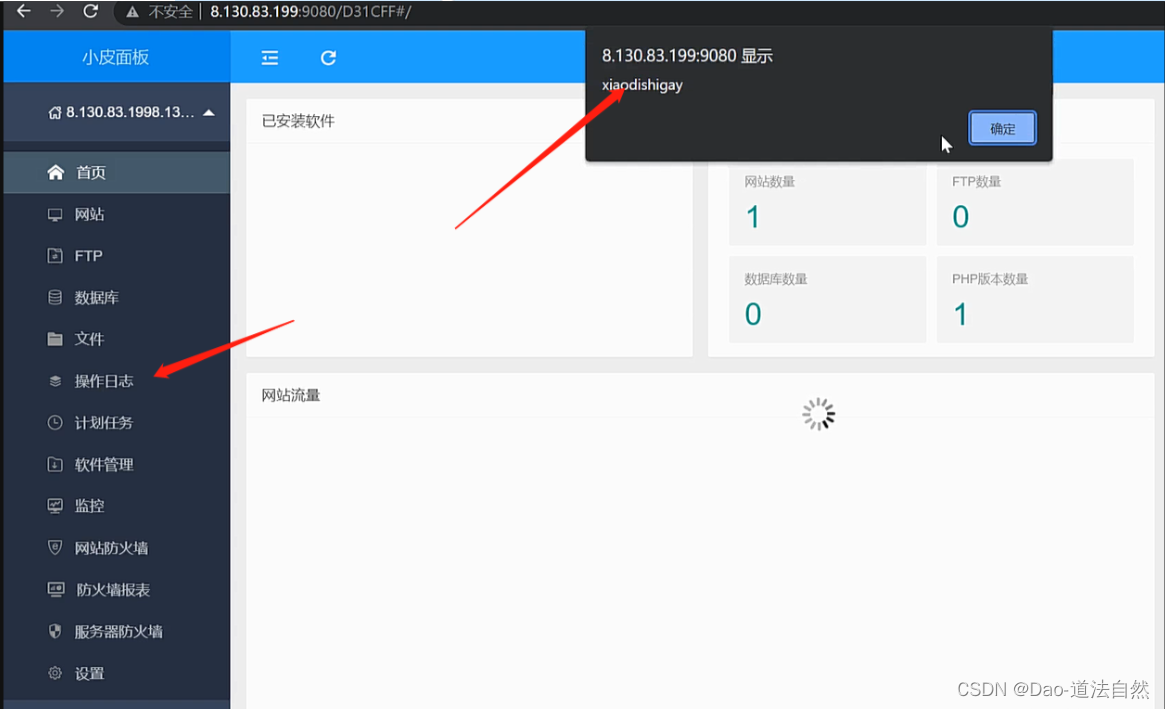 不安全 8.130.83.199:9080/D31CFF#/
小皮面板
8.130.83.1998.13...
首页
网站
FTP
数据库
文件
操作日志
计划任务
软件管理
监控
网站防火墙
防火墙报表
服务器防火墙
设置
8.130.83.199:9080 显示
xiaodishigay
确定
已安装软件
网站数量
1
FTP数量
0
数据库数量
0
PHP版本数量
1
网站流量
CSDN @Dao-道法自然